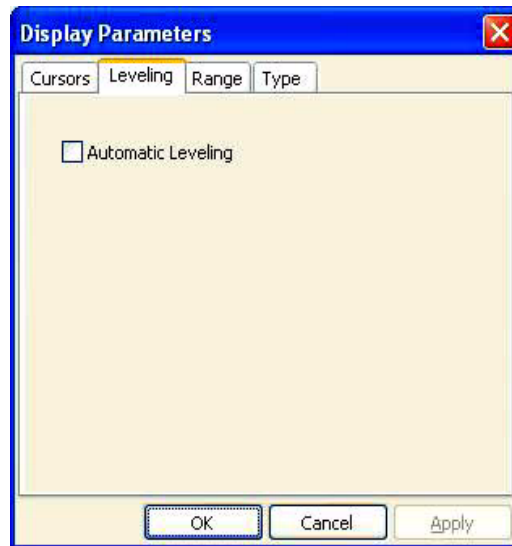 Display Parameters
Cursors Leveling Range Type
Automatic Leveling
OK Cancel Apply